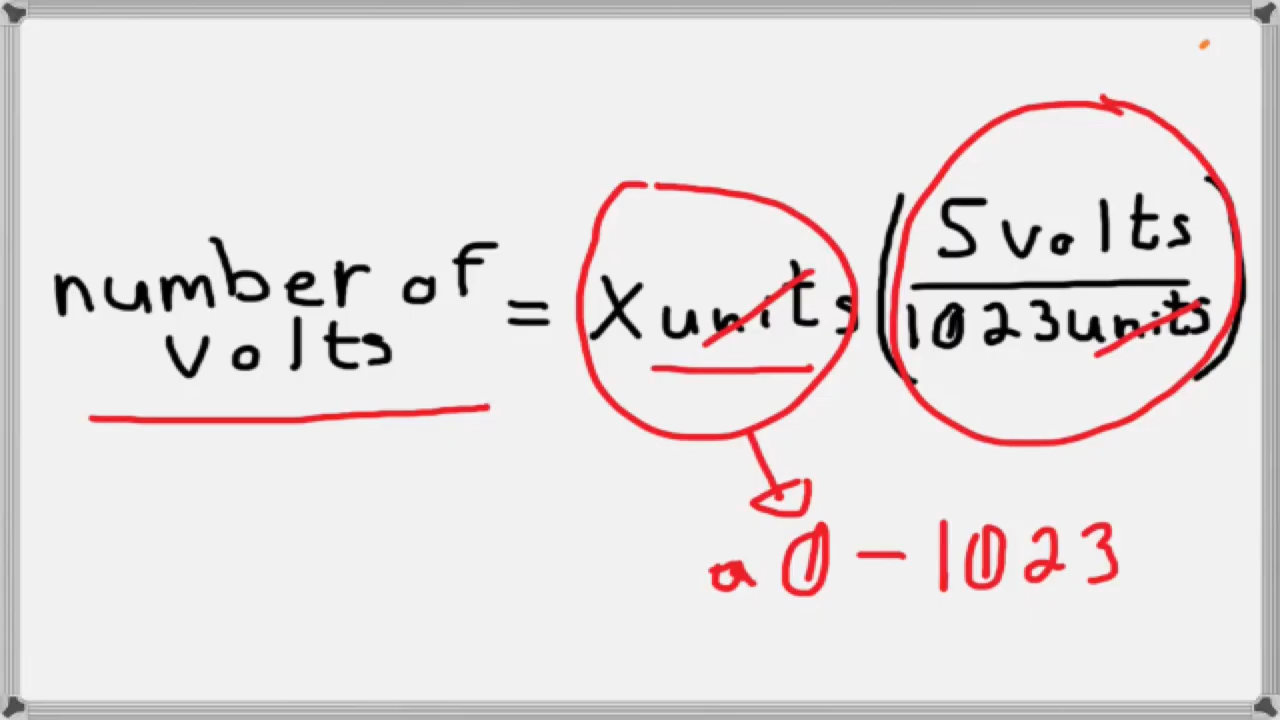 number of volts = X units (5 volts / 1023 units)
a 0 - 1023